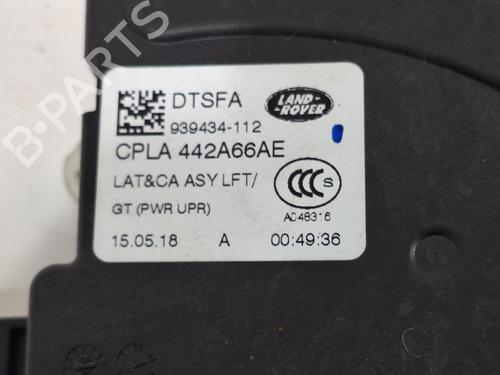 B-PARTS
DTSFA
LAND-
ROVER
939434-112
CPLA 442A66AE
LAT&CA ASY LFT/
GT (PWR UPR)
CCC S
A048316
15.05.18 A 00:49:36